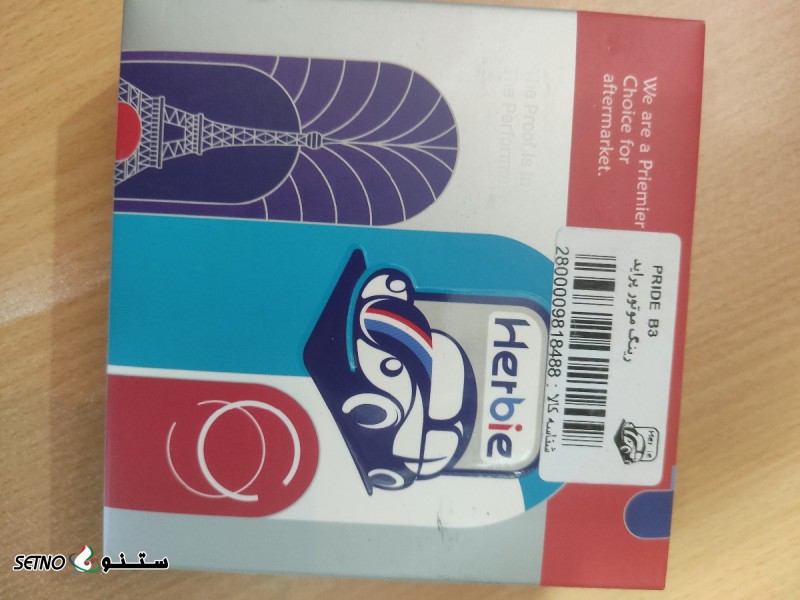 We are a Priemier
Choice for
aftermarket.
The Proof is in
The Performance
Herbie
PRIDE B3
رینگ موتور پراید
2800009818488 : شناسه کالا
Herbie
SETNO ستنو